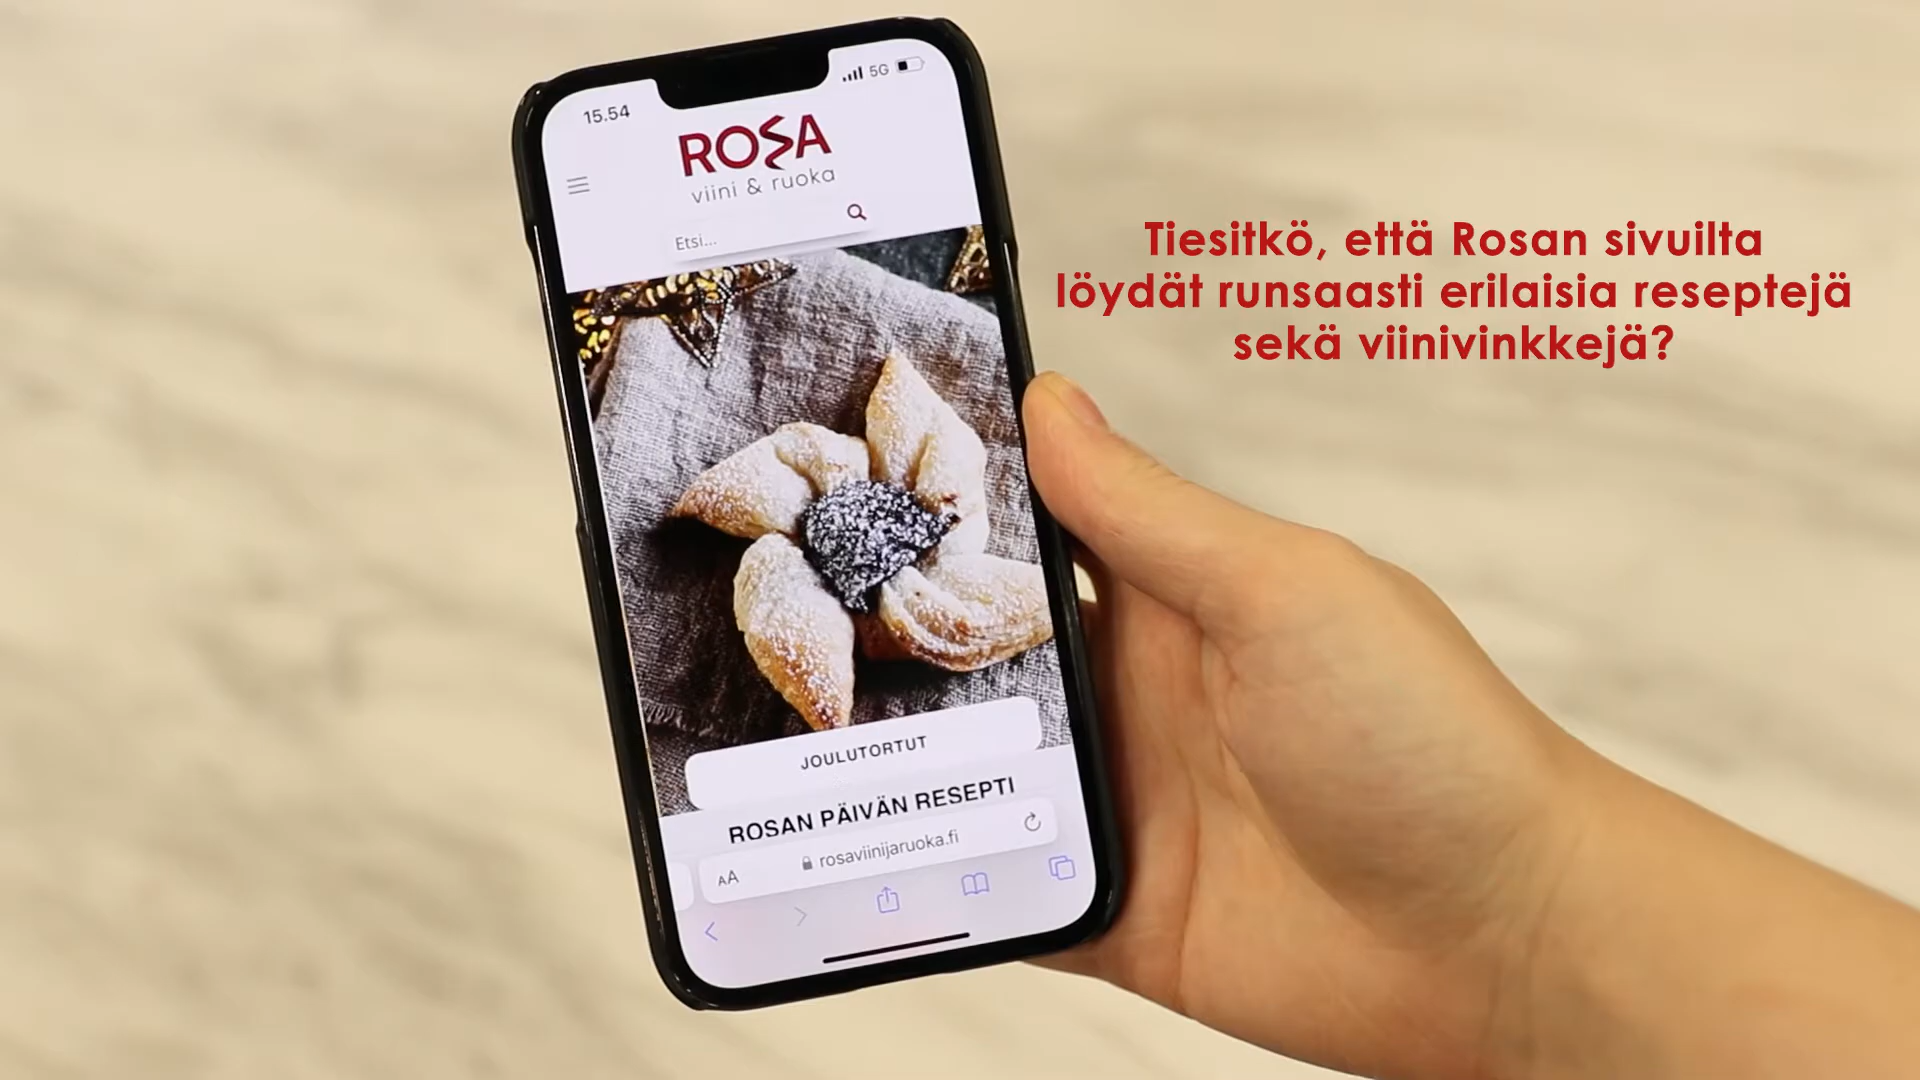 15.54
5G
ROSA
viini & ruoka
Etsi...
Tiesitkö, että Rosan sivuilta
löydät runsaasti erilaisia reseptejä
sekä viinivinkkejä?
JOULUTORTUT
ROSAN PÄIVÄN RESEPTI
AA
rosaviinijaruoka.fi